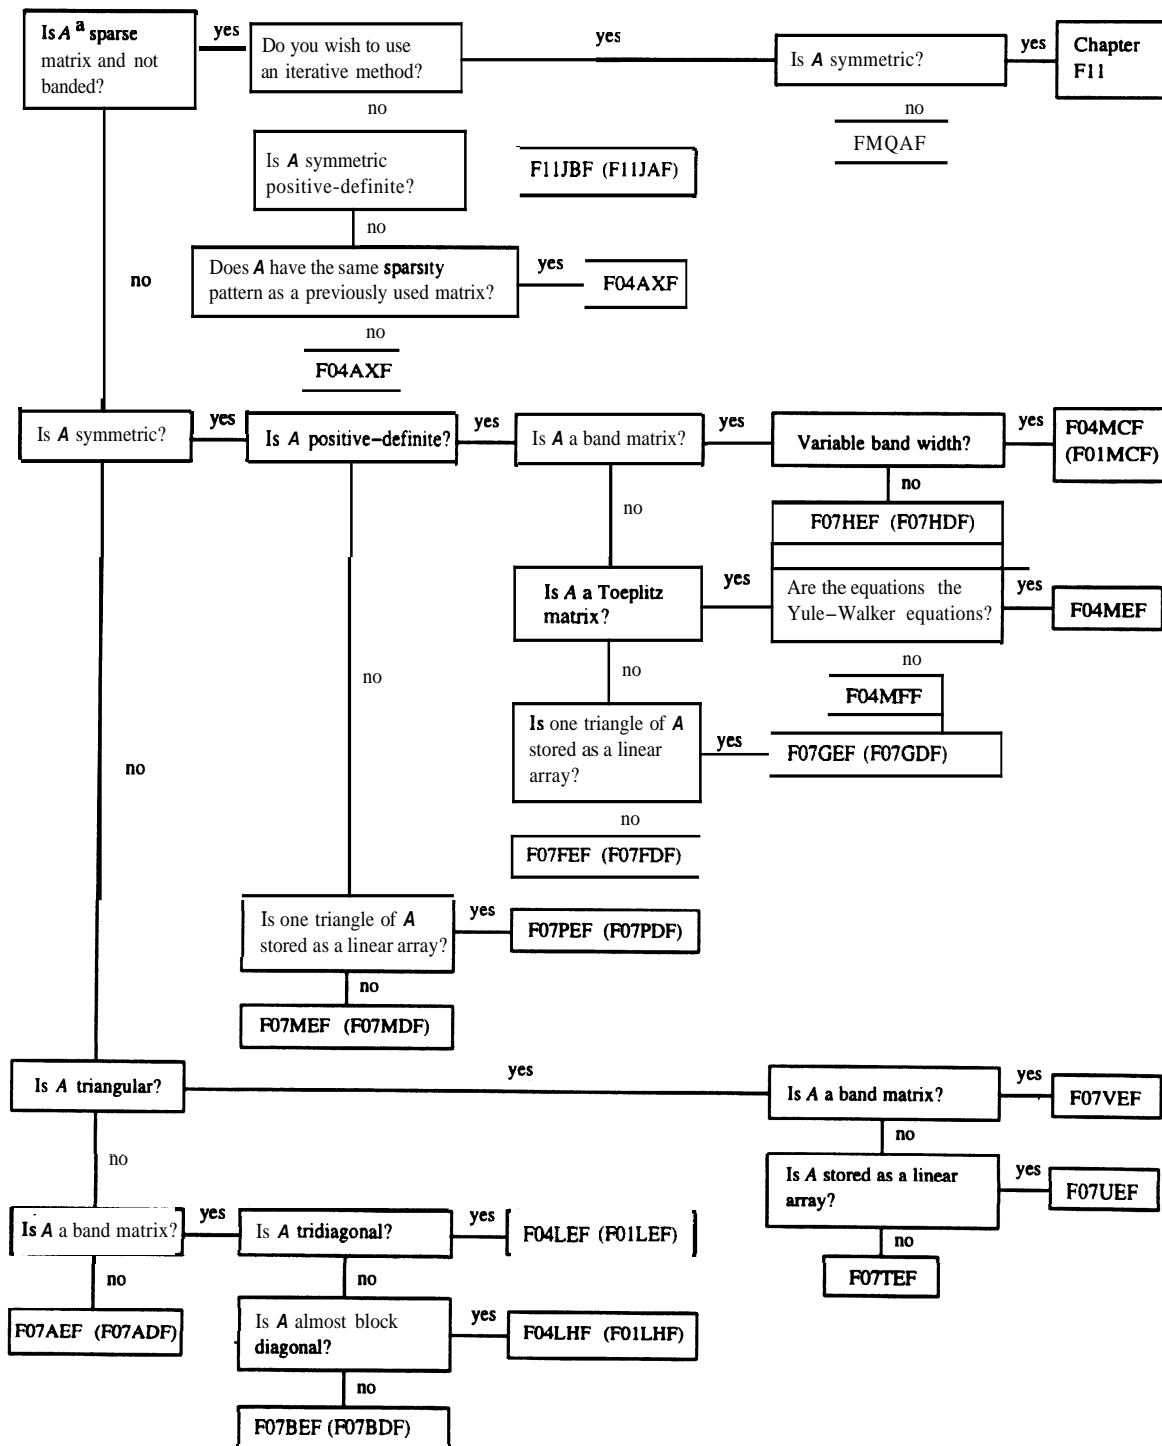 Is A a sparse
matrix and not
banded?
yes
Do you wish to use
an iterative method?
yes
Is A symmetric?
yes
Chapter
F11
no
no
FMQAF
Is A symmetric
positive-definite?
F11JBF (F11JAF)
no
no
Does A have the same sparsity
pattern as a previously used matrix?
yes
F04AXF
no
F04AXF
Is A symmetric?
yes
Is A positive-definite?
yes
Is A a band matrix?
yes
Variable band width?
yes
F04MCF
(F01MCF)
no
no
F07HEF (F07HDF)
Is A a Toeplitz
matrix?
yes
Are the equations the
Yule-Walker equations?
yes
F04MEF
no
no
no
F04MFF
no
Is one triangle of A
stored as a linear
array?
yes
F07GEF (F07GDF)
no
F07FEF (F07FDF)
Is one triangle of A
stored as a linear array?
yes
F07PEF (F07PDF)
no
F07MEF (F07MDF)
Is A triangular?
yes
Is A a band matrix?
yes
F07VEF
no
no
Is A stored as a linear
array?
yes
F07UEF
Is A a band matrix?
yes
Is A tridiagonal?
yes
F04LEF (F01LEF)
no
F07TEF
no
no
F07AEF (F07ADF)
Is A almost block
diagonal?
yes
F04LHF (F01LHF)
no
F07BEF (F07BDF)